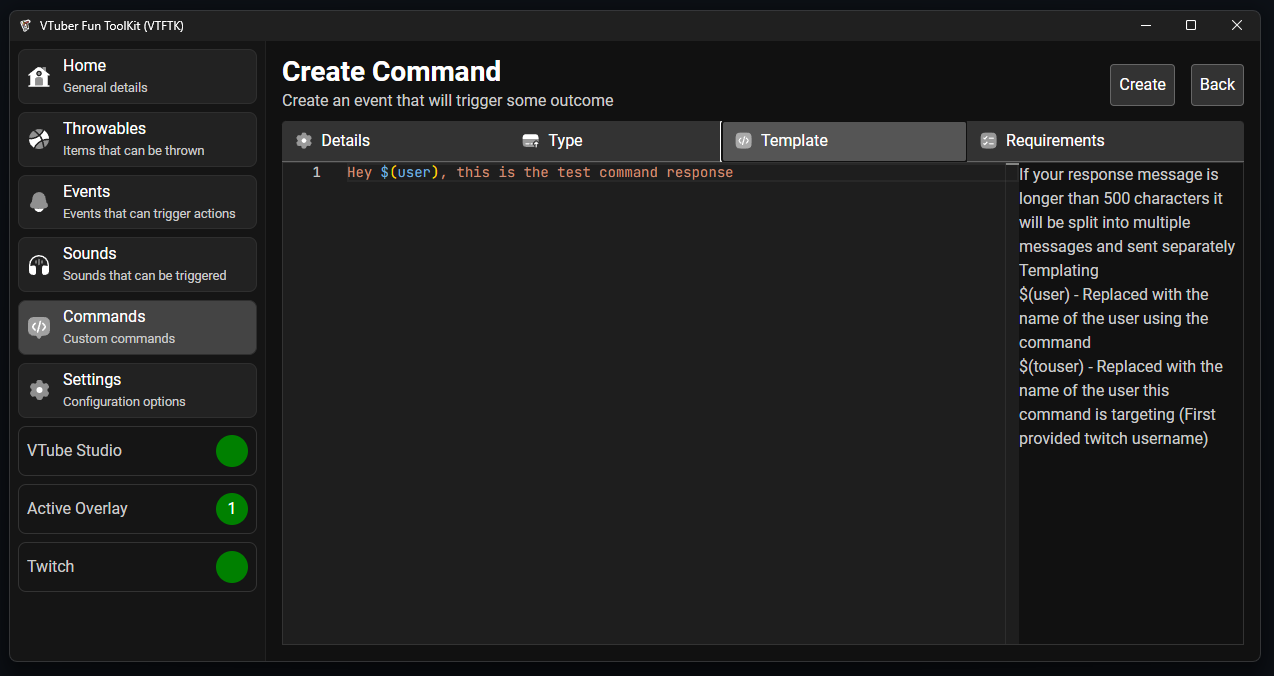 VTuber Fun ToolKit (VTFTK)
Home
General details
Throwables
Items that can be thrown
Events
Events that can trigger actions
Sounds
Sounds that can be triggered
Commands
Custom commands
Settings
Configuration options
VTube Studio
Active Overlay 1
Twitch
Create Command
Create an event that will trigger some outcome
Create Back
Details Type Template Requirements
1 Hey $(user), this is the test command response
If your response message is
longer than 500 characters it
will be split into multiple
messages and sent separately
Templating
$(user) - Replaced with the
name of the user using the
command
$(touser) - Replaced with the
name of the user this
command is targeting (First
provided twitch username)